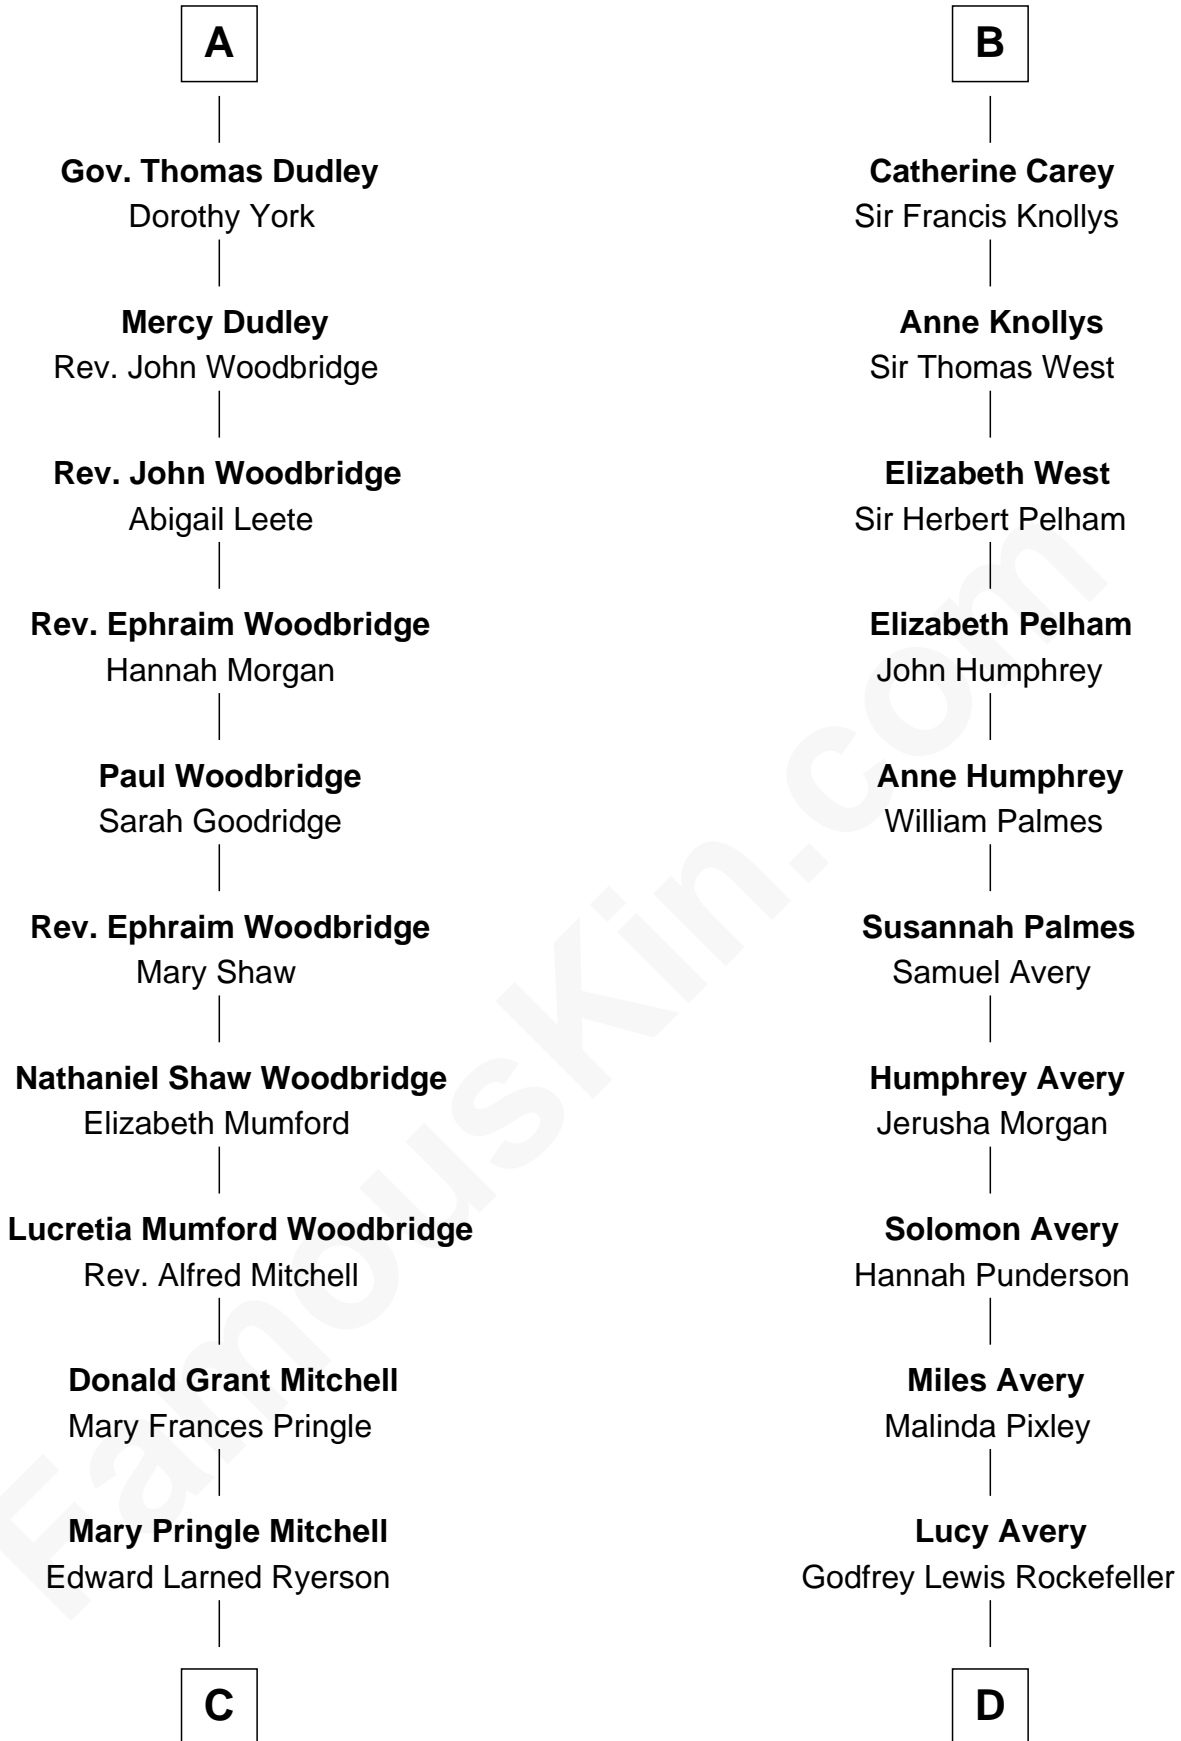 A
Gov. Thomas Dudley
Dorothy York
Mercy Dudley
Rev. John Woodbridge
Rev. John Woodbridge
Abigail Leete
Rev. Ephraim Woodbridge
Hannah Morgan
Paul Woodbridge
Sarah Goodridge
Rev. Ephraim Woodbridge
Mary Shaw
Nathaniel Shaw Woodbridge
Elizabeth Mumford
Lucretia Mumford Woodbridge
Rev. Alfred Mitchell
Donald Grant Mitchell
Mary Frances Pringle
Mary Pringle Mitchell
Edward Larned Ryerson
C
B
Catherine Carey
Sir Francis Knollys
Anne Knollys
Sir Thomas West
Elizabeth West
Sir Herbert Pelham
Elizabeth Pelham
John Humphrey
Anne Humphrey
William Palmes
Susannah Palmes
Samuel Avery
Humphrey Avery
Jerusha Morgan
Solomon Avery
Hannah Punderson
Miles Avery
Malinda Pixley
Lucy Avery
Godfrey Lewis Rockefeller
D
FamousKin.com